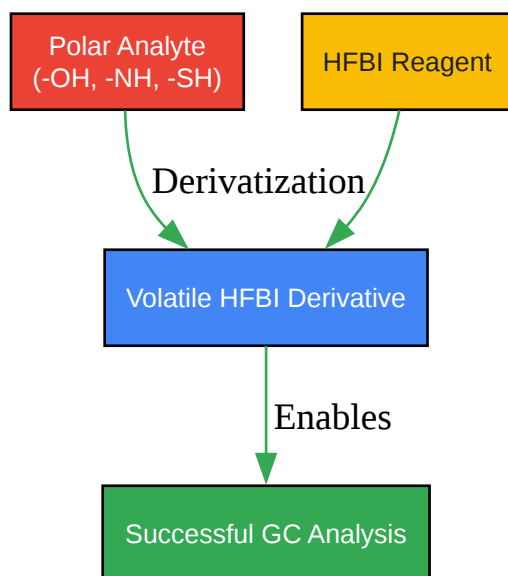 Polar Analyte
(-OH, -NH, -SH)
HFBI Reagent
Derivatization
Volatile HFBI Derivative
Enables
Successful GC Analysis